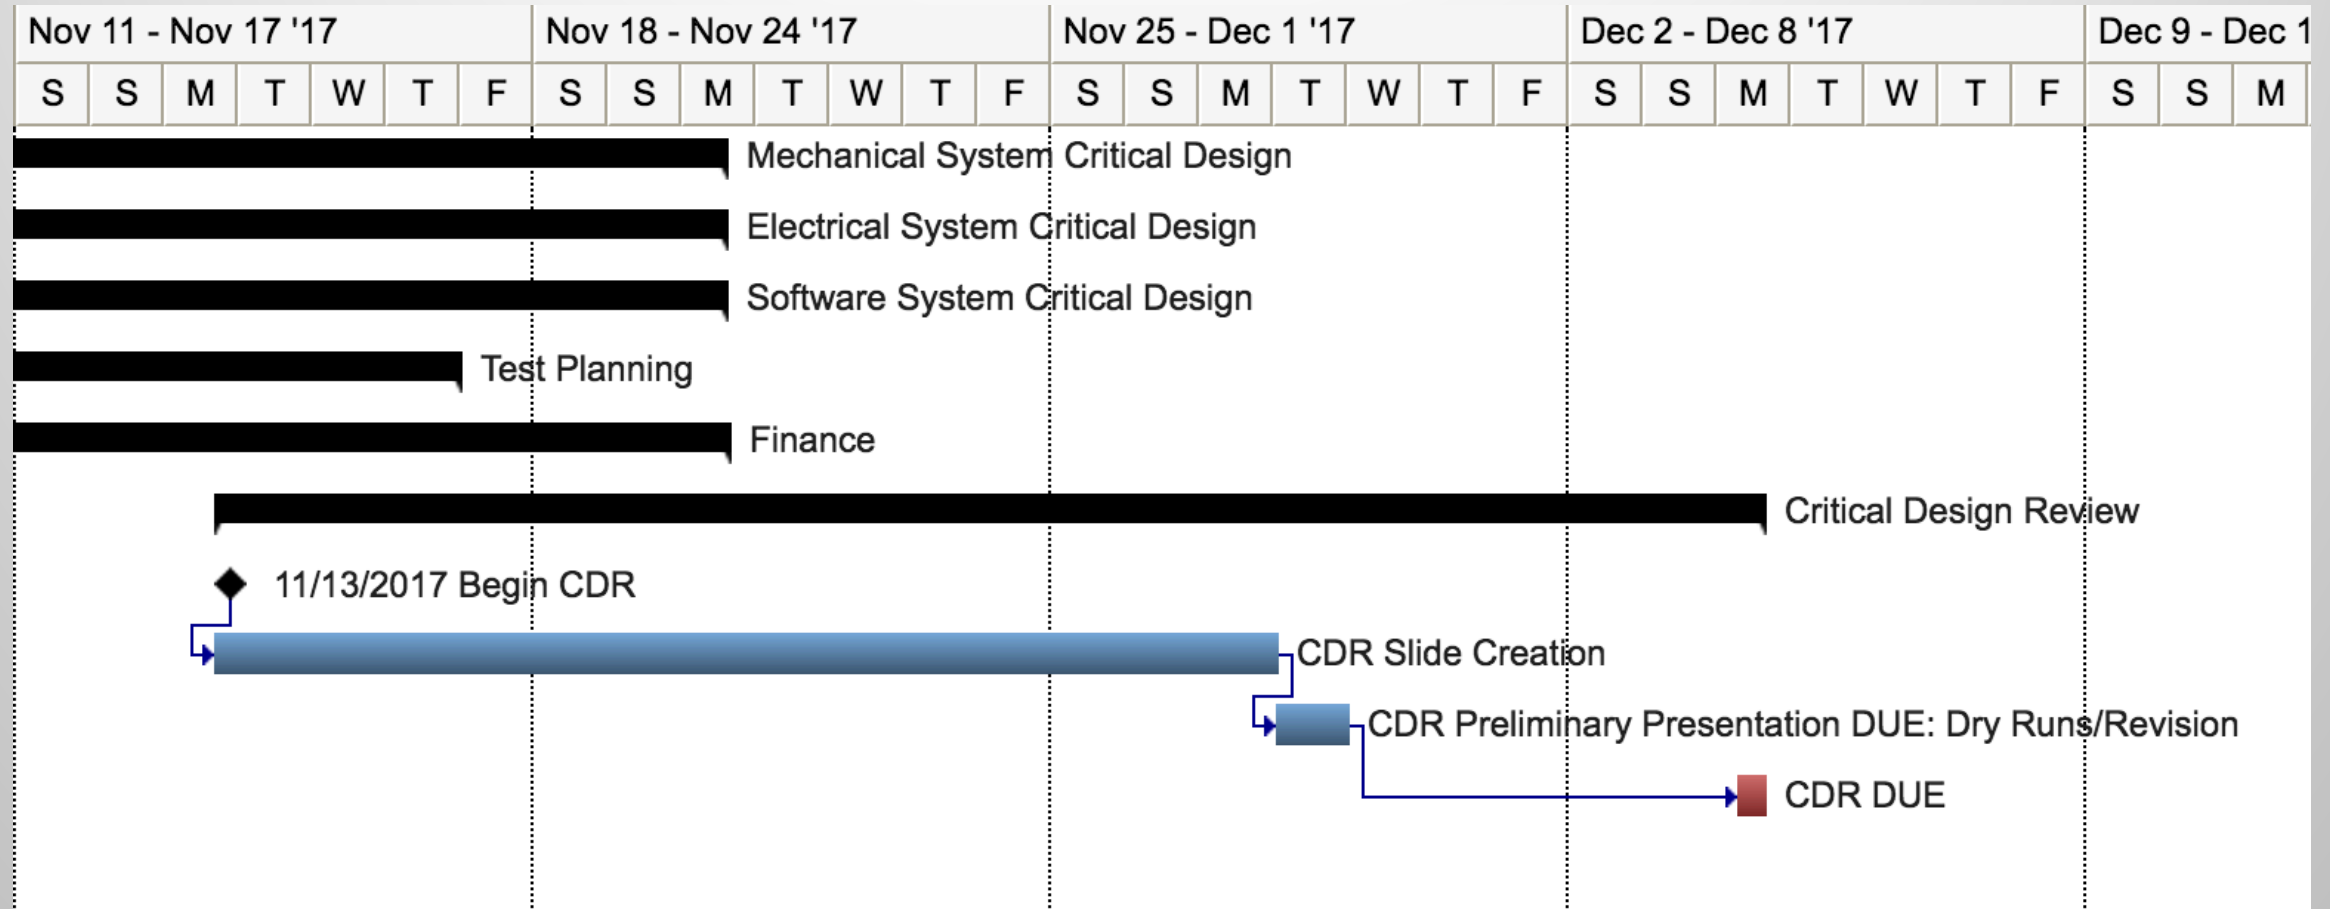 Nov 11 - Nov 17 '17 Nov 18 - Nov 24 '17 Nov 25 - Dec 1 '17 Dec 2 - Dec 8 '17 Dec 9 - Dec 1
S S M T W T F S S M T W T F S S M T W T F S S M T W T F S S M
Mechanical System Critical Design
Electrical System Critical Design
Software System Critical Design
Test Planning
Finance
Critical Design Review
11/13/2017 Begin CDR
CDR Slide Creation
CDR Preliminary Presentation DUE: Dry Runs/Revision
CDR DUE